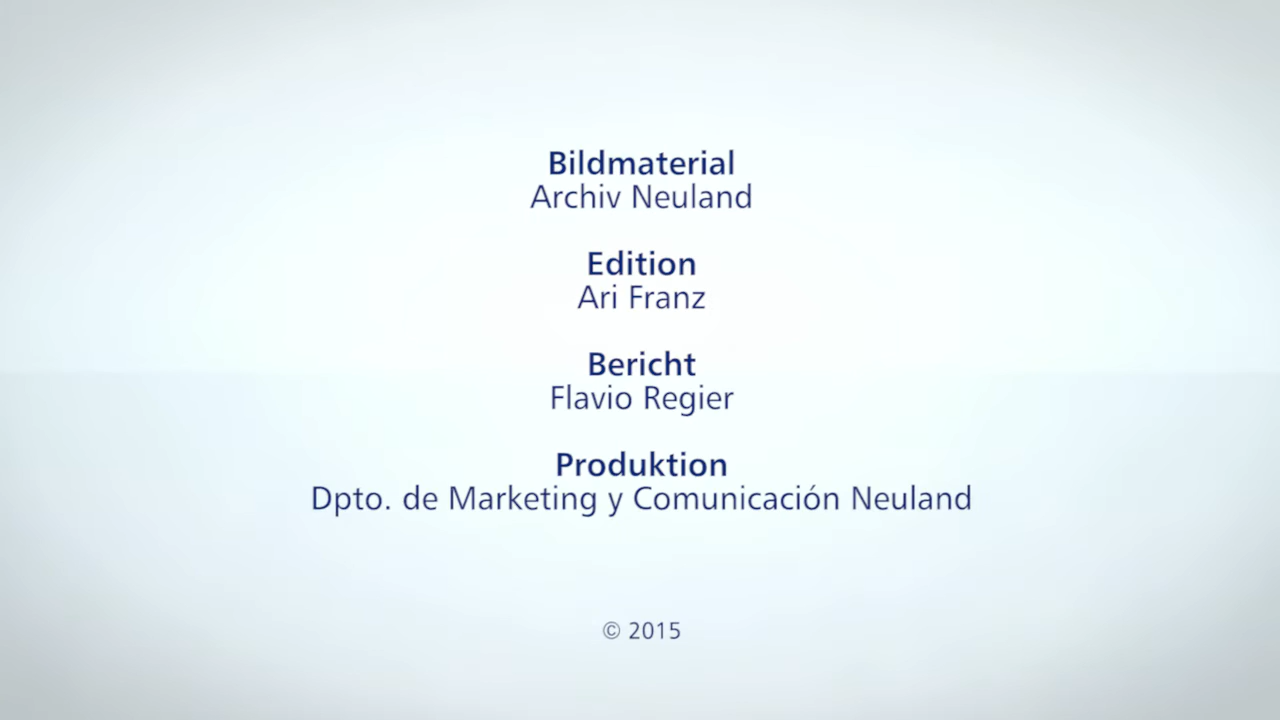 Bildmaterial
Archiv Neuland
Edition
Ari Franz
Bericht
Flavio Regier
Produktion
Dpto. de Marketing y Comunicación Neuland
© 2015